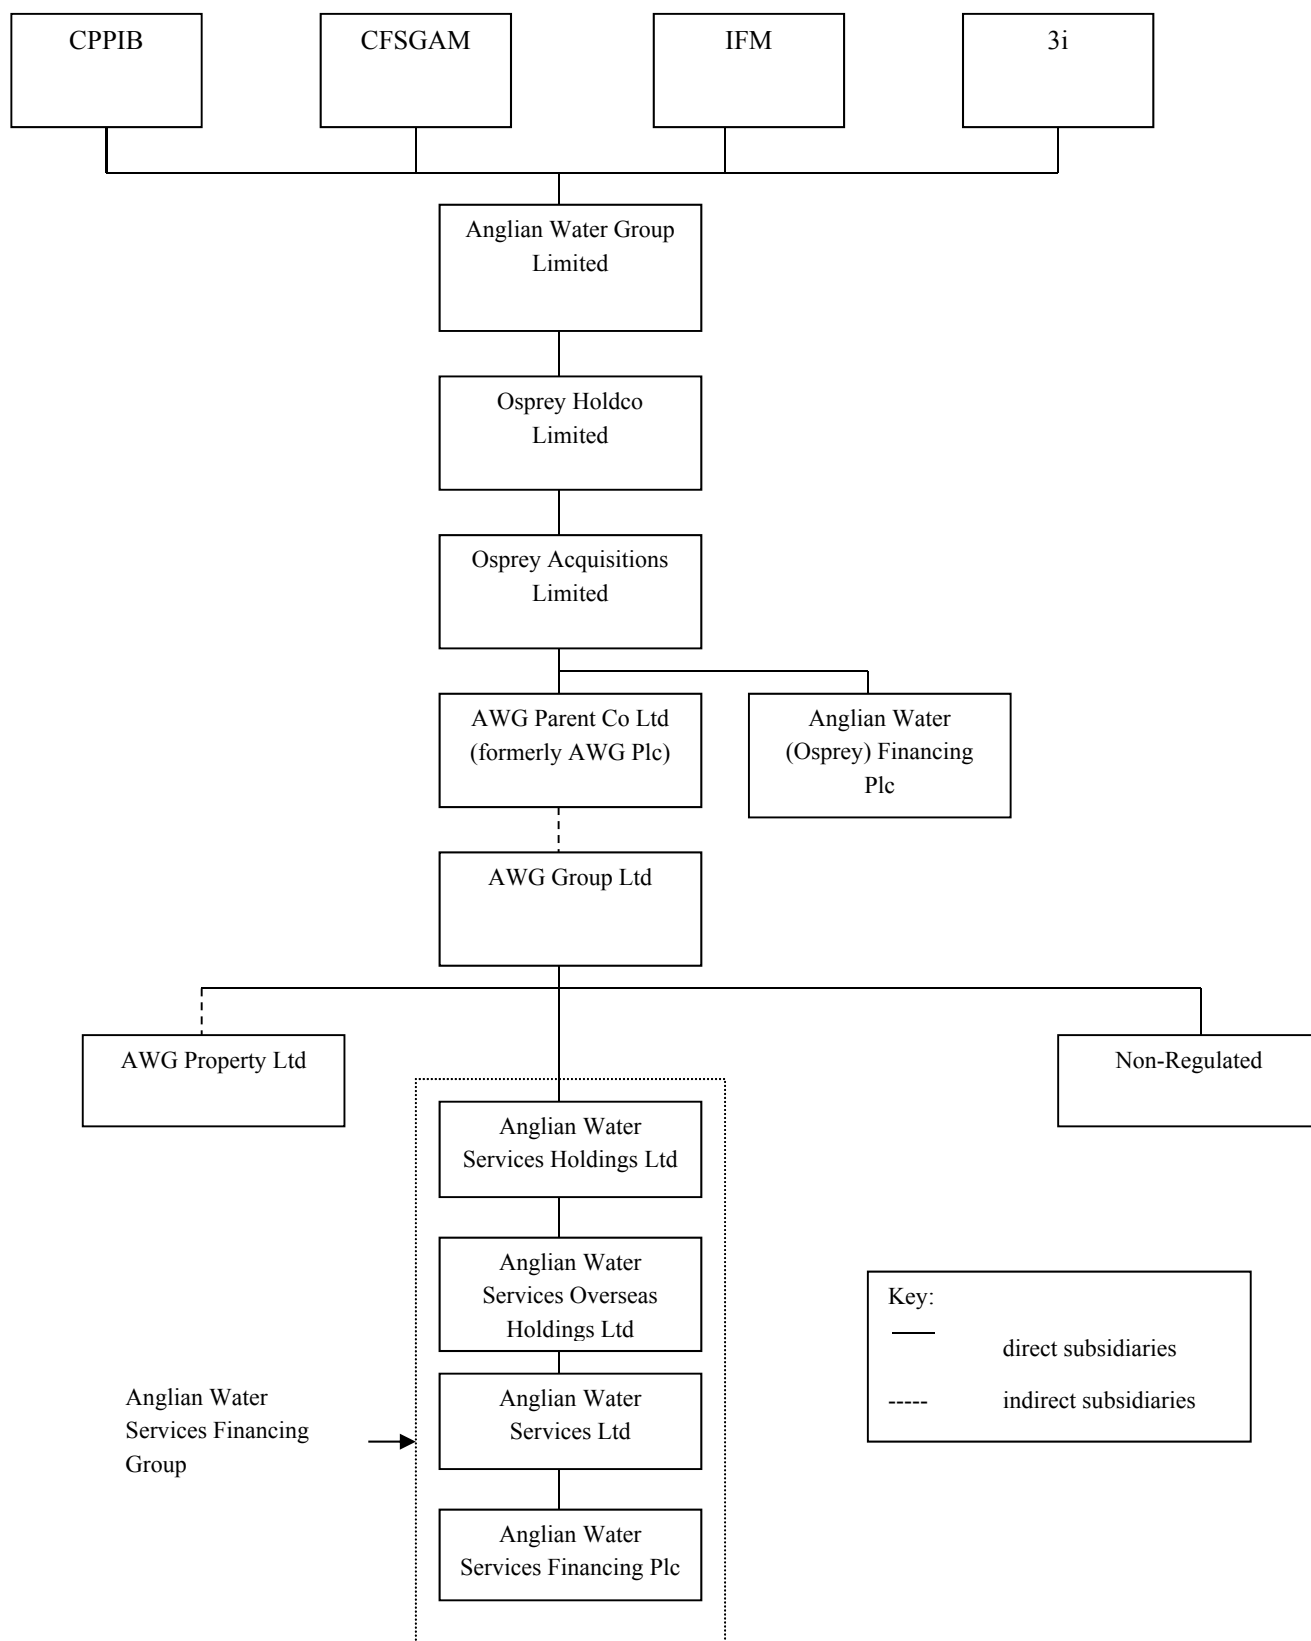 CPPIB
CFSGAM
IFM
3i
Anglian Water Group
Limited
Osprey Holdco
Limited
Osprey Acquisitions
Limited
AWG Parent Co Ltd
(formerly AWG Plc)
Anglian Water
(Osprey) Financing
Plc
AWG Group Ltd
AWG Property Ltd
Non-Regulated
Anglian Water
Services Holdings Ltd
Anglian Water
Services Overseas
Holdings Ltd
Anglian Water
Services Ltd
Anglian Water
Services Financing Plc
Anglian Water
Services Financing
Group
Key:
direct subsidiaries
indirect subsidiaries